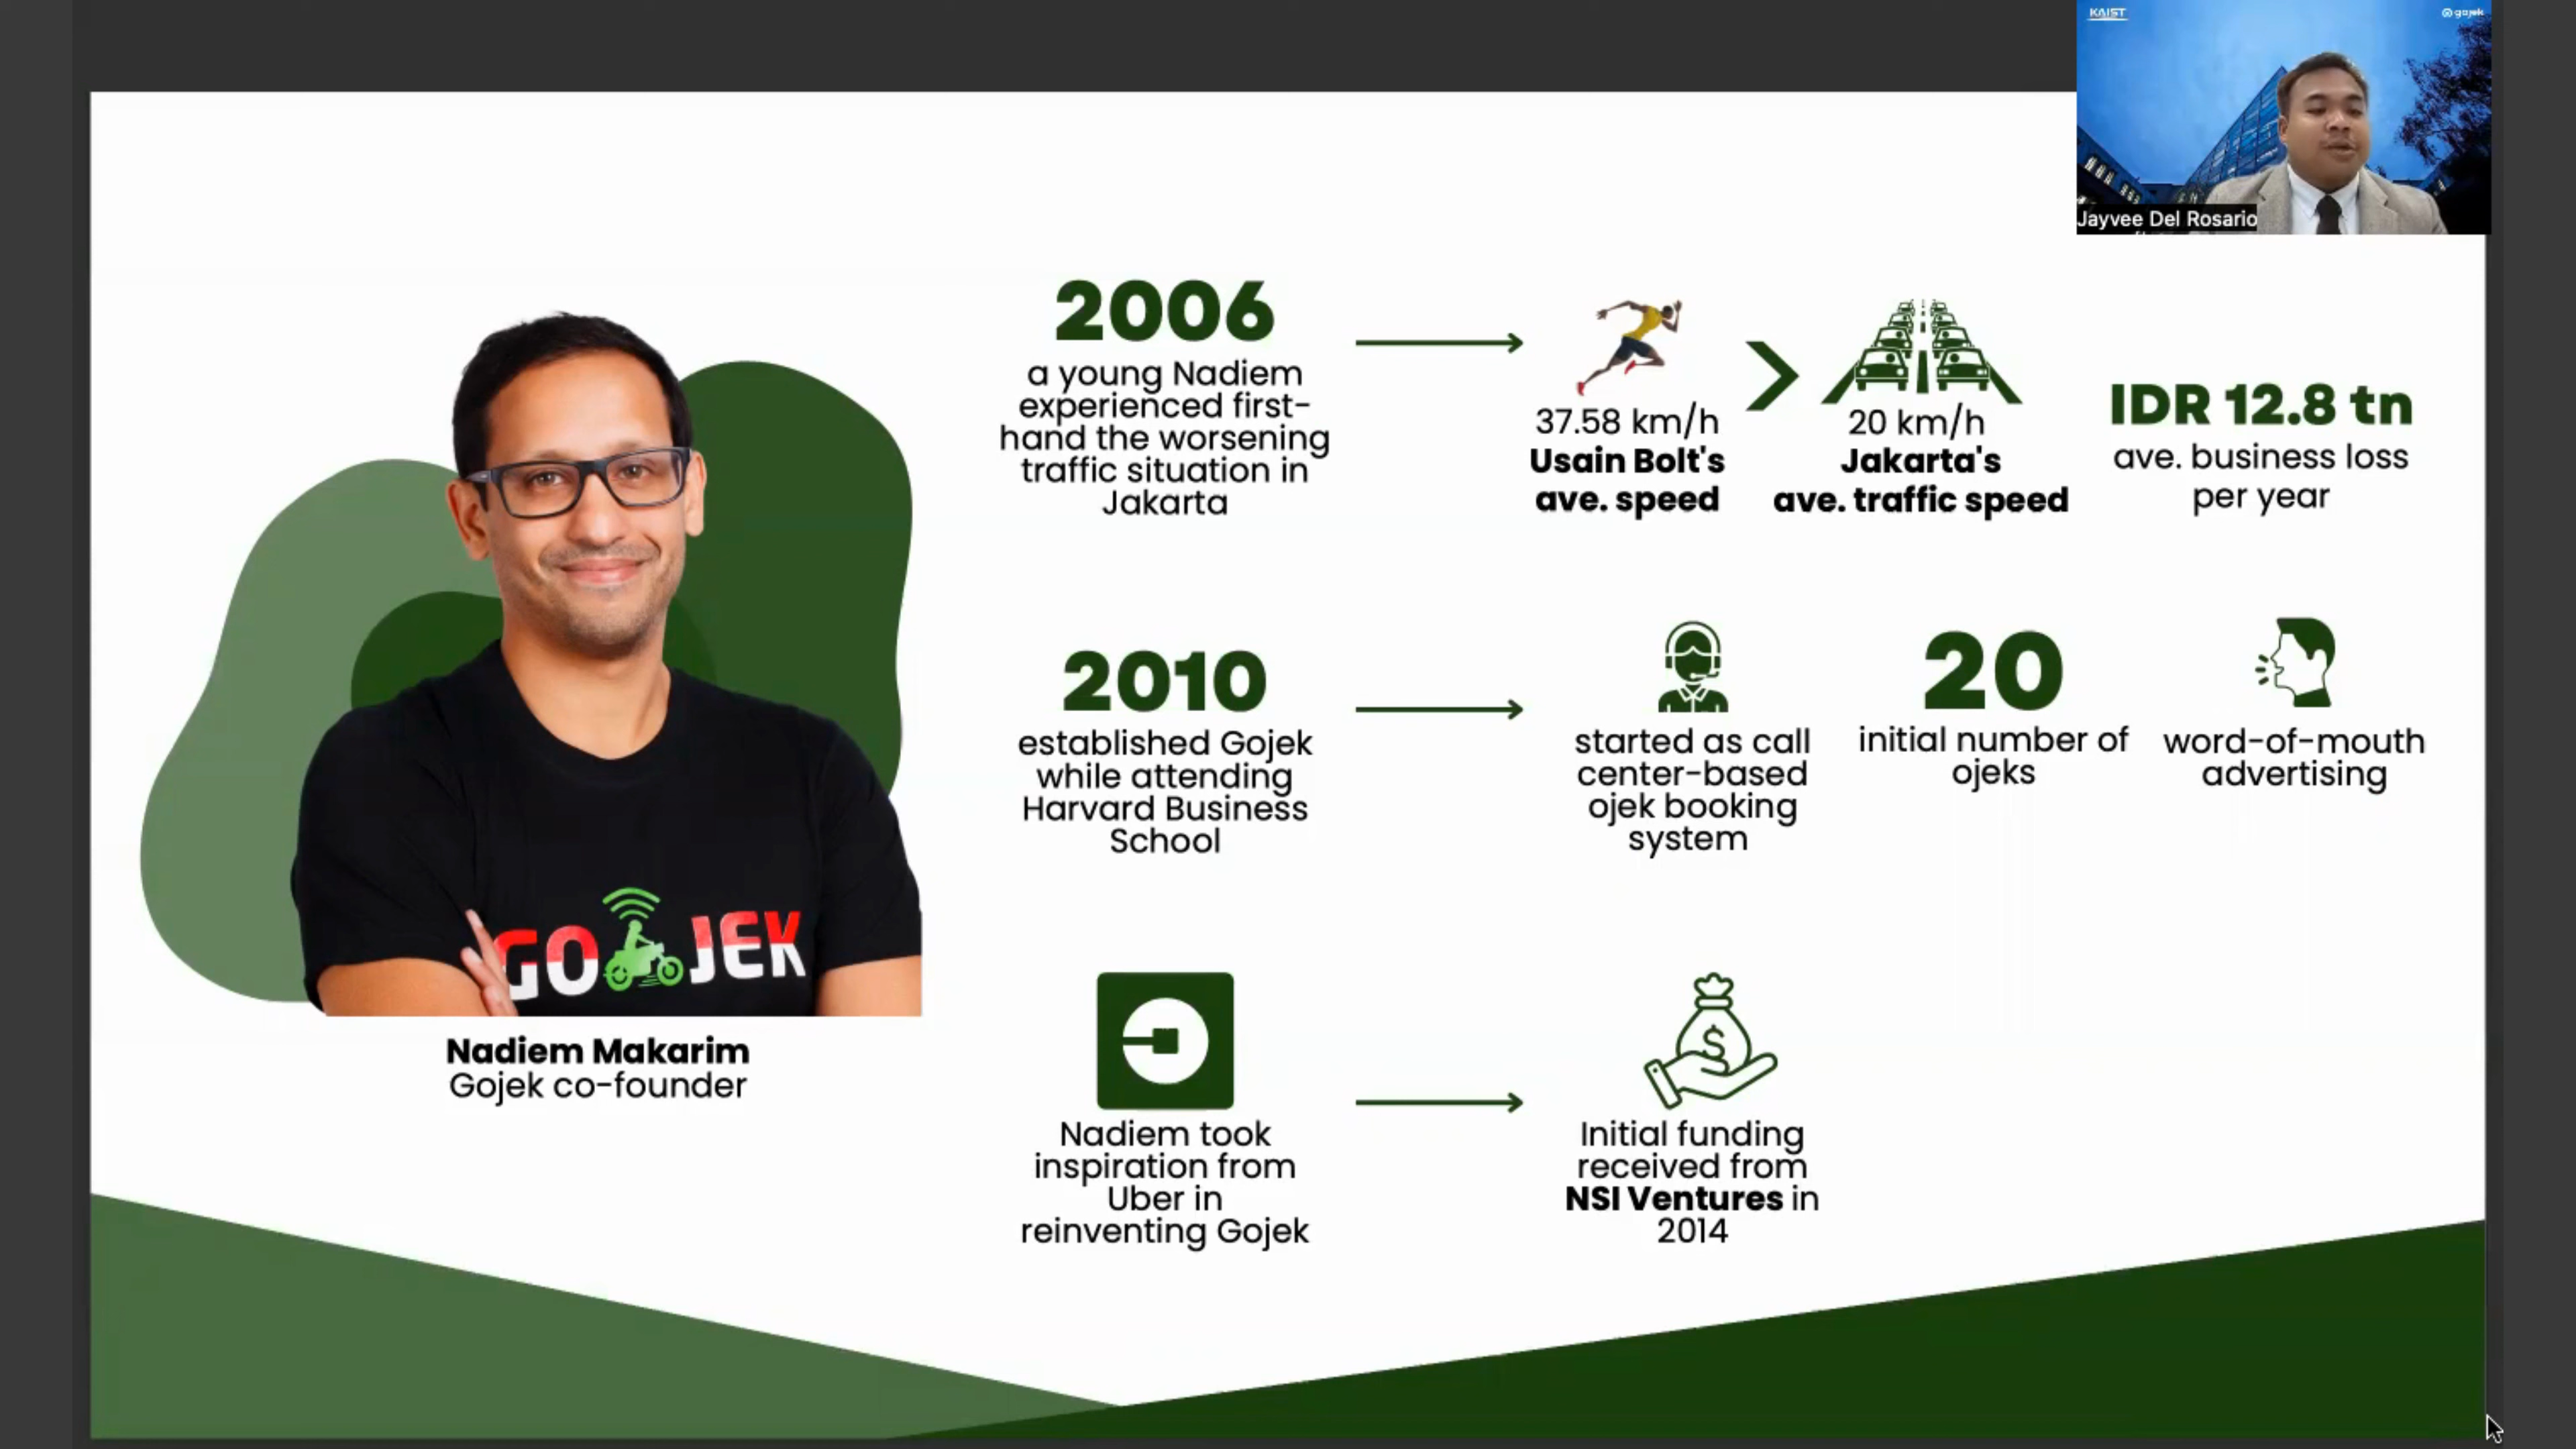 KAIST
gojek
Jayvee Del Rosario
2006
a young Nadiem
experienced first-
hand the worsening
traffic situation in
Jakarta
37.58 km/h
Usain Bolt's
ave. speed
20 km/h
Jakarta's
ave. traffic speed
IDR 12.8 tn
ave. business loss
per year
2010
established Gojek
while attending
Harvard Business
School
started as call
center-based
ojek booking
system
20
initial number of
ojeks
word-of-mouth
advertising
GO JEK
Nadiem Makarim
Gojek co-founder
Nadiem took
inspiration from
Uber in
reinventing Gojek
$
Initial funding
received from
NSI Ventures in
2014